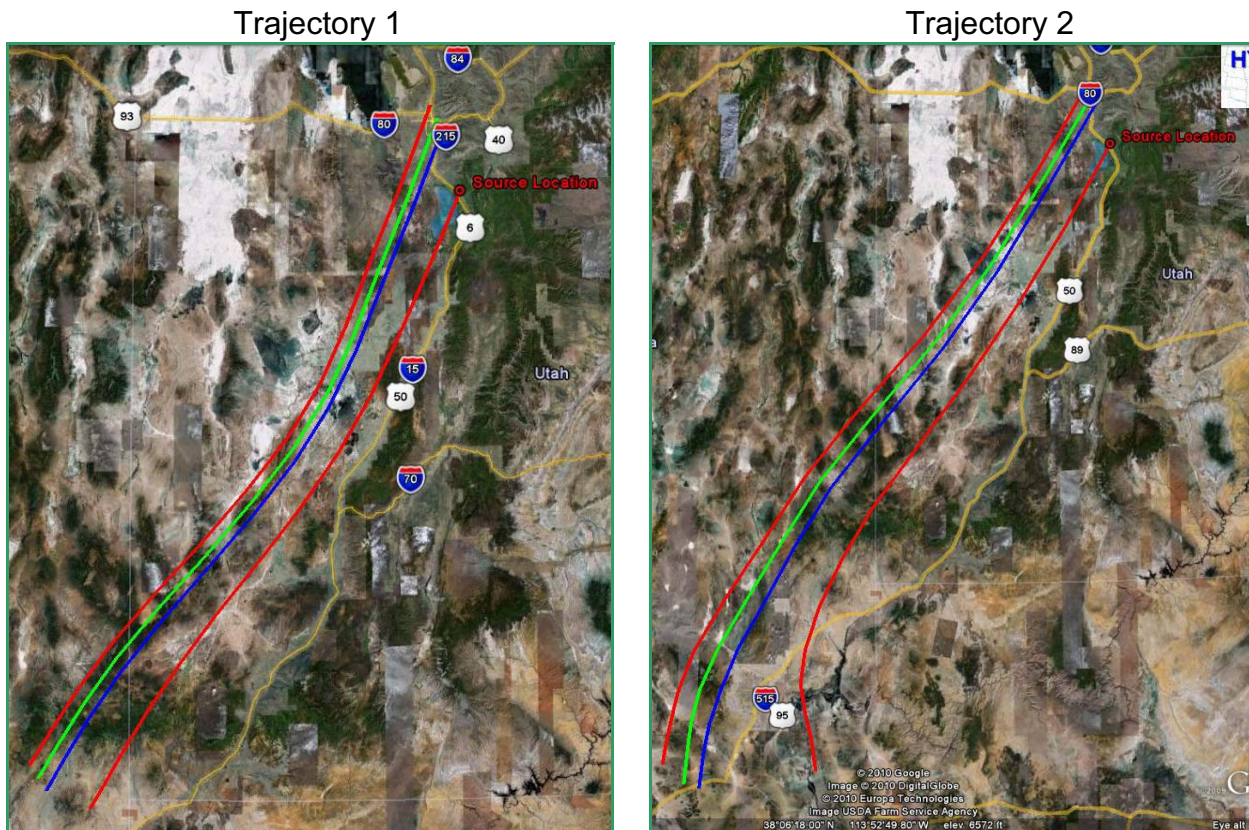 Trajectory 1
Trajectory 2
84
93
80
215
40
Source Location
6
15
50
Utah
70
80
Source Location
50
Utah
89
515
95
© 2010 Google
Image © 2010 DigitalGlobe
© 2010 Europa Technologies
Image USDA Farm Service Agency
38°06'18.00" N 113°52'49.80" W elev 6572 ft
Eye alt